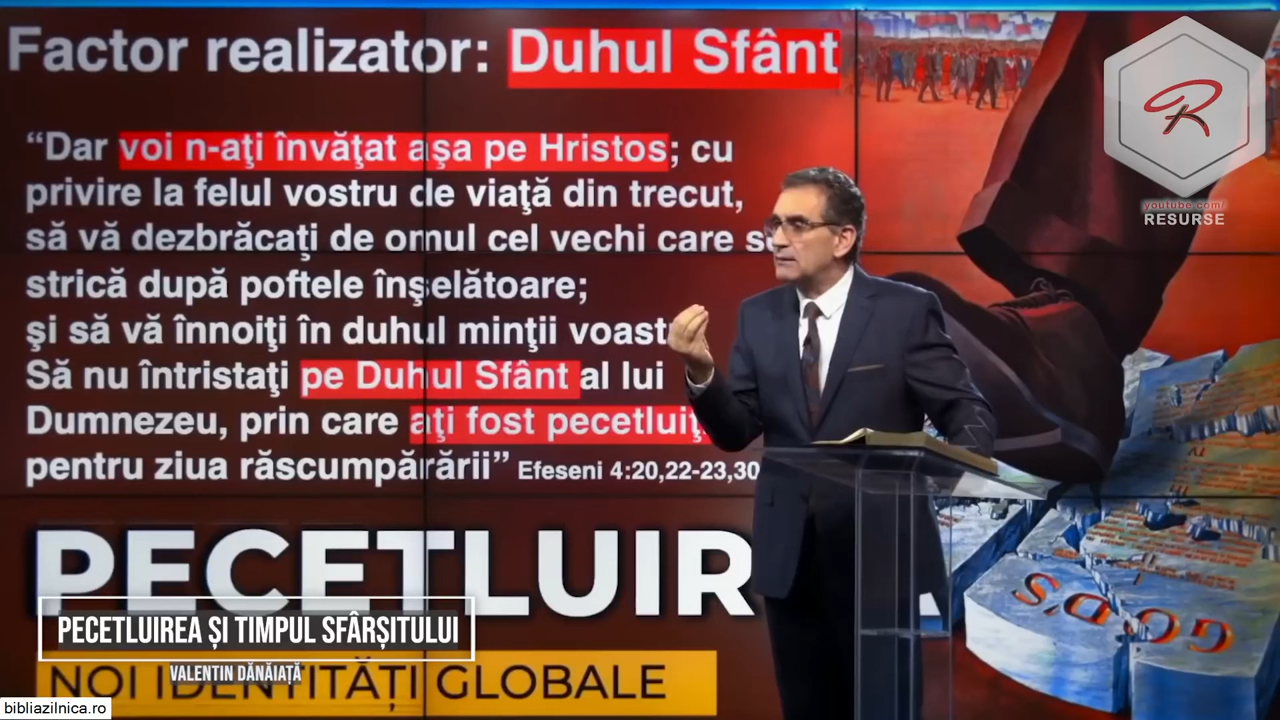 Factor realizator: Duhul Sfânt
“Dar voi n-aţi învăţat aşa pe Hristos; cu
privire la felul vostru de viaţă din trecut,
să vă dezbrăcaţi de omul cel vechi care
strică după poftele înşelătoare;
şi să vă înnoiţi în duhul minţii
Să nu întristaţi pe Duhul Sfânt al lui
Dumnezeu, prin care aţi fost pecetluiţ
pentru ziua răscumpărării” Efeseni 4:20,22-23,30
PECETLUIR
PECETLUIREA ȘI TIMPUL SFÂRȘITULUI
VALENTIN DĂNĂIAȚĂ
NOI IDENTITĂȚI GLOBALE
bibliazilnica.ro
R
youtube.com/
RESURSE
GOD'S